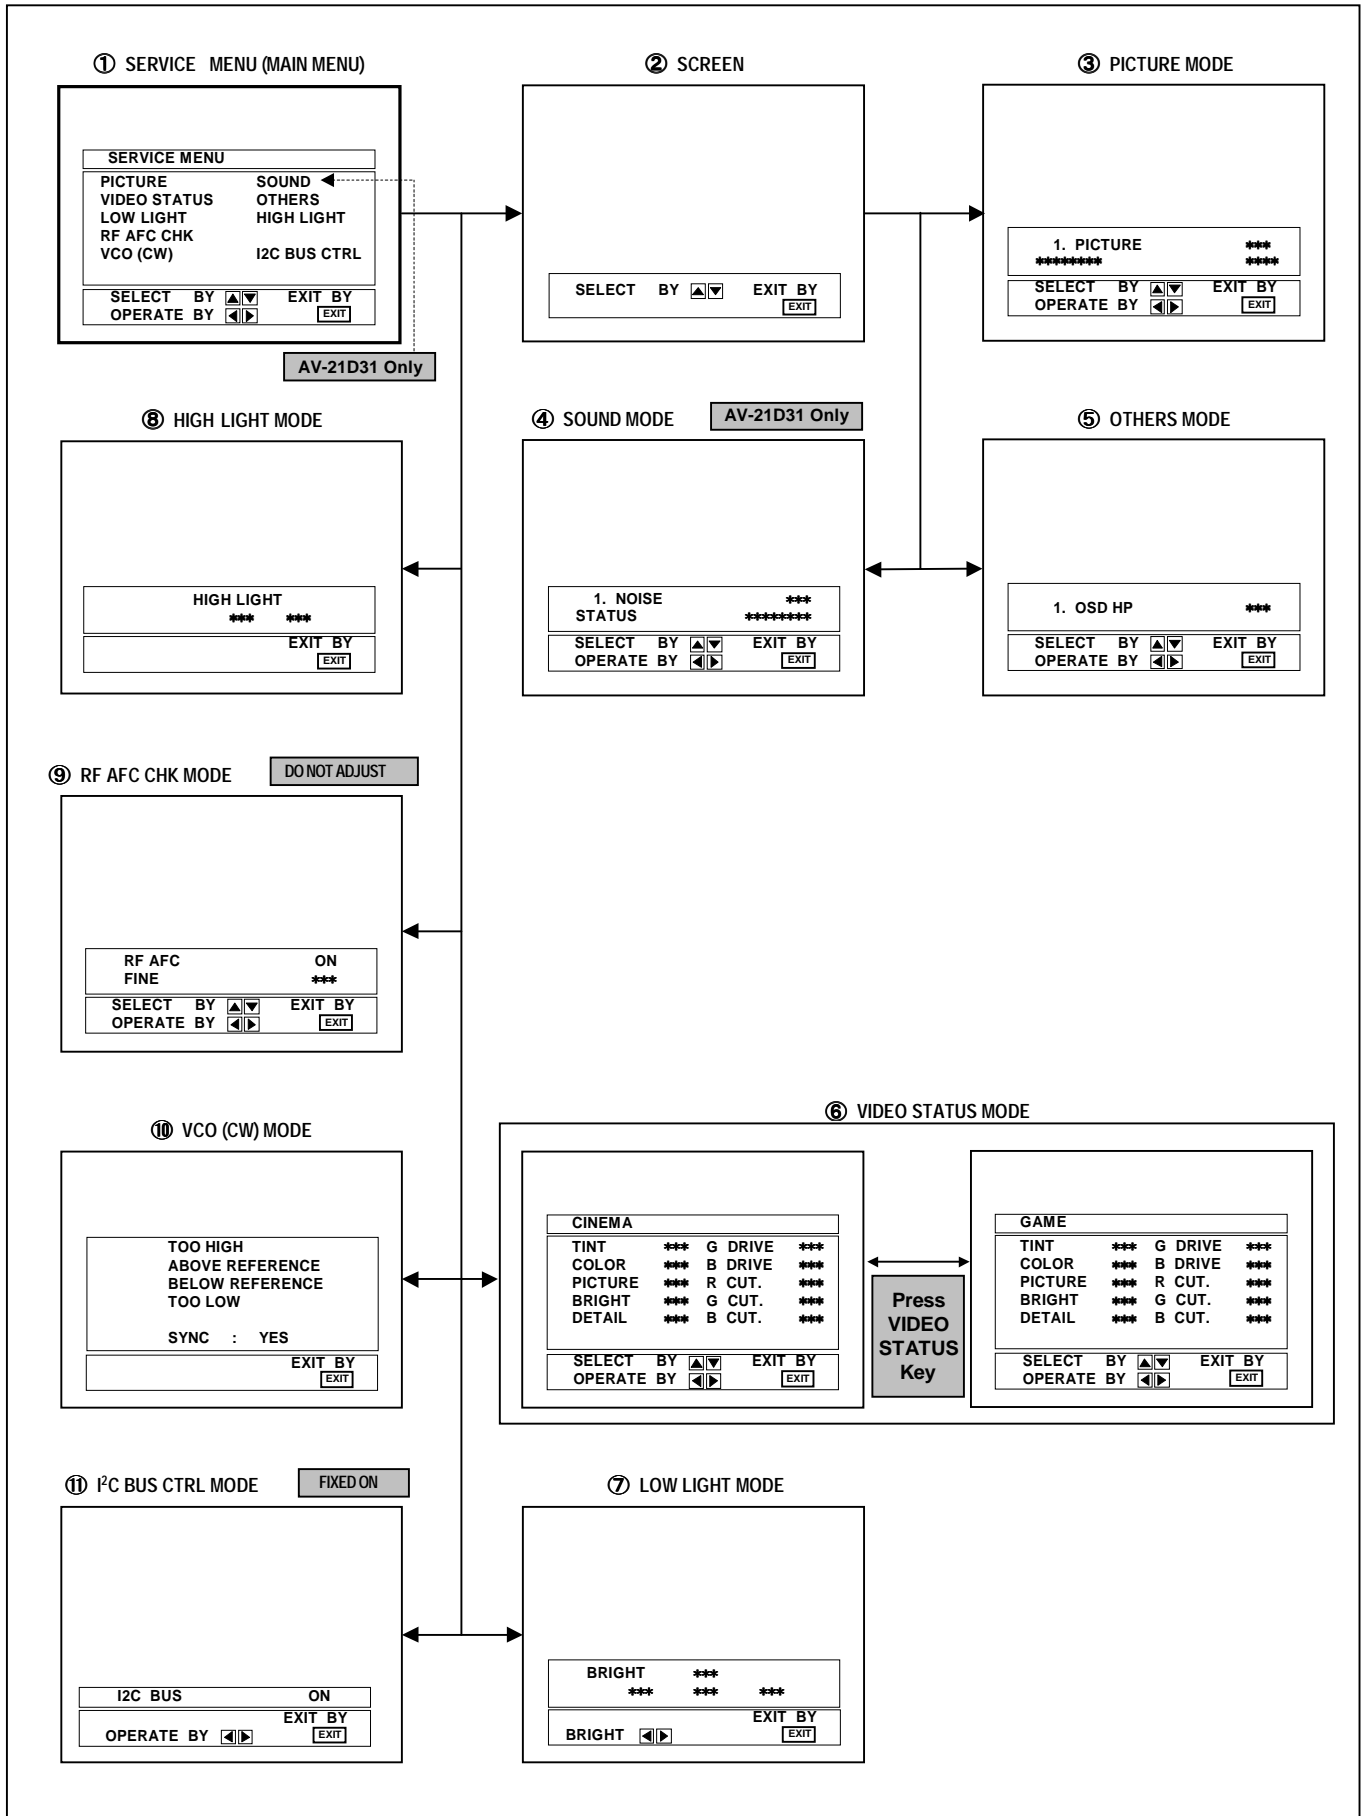 ① SERVICE MENU (MAIN MENU)
SERVICE MENU
PICTURE SOUND
VIDEO STATUS OTHERS
LOW LIGHT HIGH LIGHT
RF AFC CHK
VCO (CW) I2C BUS CTRL
SELECT BY ▲▼ EXIT BY
OPERATE BY ◀▶ EXIT
AV-21D31 Only
② SCREEN
SELECT BY ▲▼ EXIT BY
EXIT
③ PICTURE MODE
1. PICTURE ***
******** ****
SELECT BY ▲▼ EXIT BY
OPERATE BY ◀▶ EXIT
⑧ HIGH LIGHT MODE
HIGH LIGHT
*** ***
EXIT BY
EXIT
④ SOUND MODE AV-21D31 Only
1. NOISE ***
STATUS ********
SELECT BY ▲▼ EXIT BY
OPERATE BY ◀▶ EXIT
⑤ OTHERS MODE
1. OSD HP ***
SELECT BY ▲▼ EXIT BY
OPERATE BY ◀▶ EXIT
⑨ RF AFC CHK MODE DO NOT ADJUST
RF AFC ON
FINE ***
SELECT BY ▲▼ EXIT BY
OPERATE BY ◀▶ EXIT
⑩ VCO (CW) MODE
TOO HIGH
ABOVE REFERENCE
BELOW REFERENCE
TOO LOW
SYNC : YES
EXIT BY
EXIT
⑥ VIDEO STATUS MODE
CINEMA
TINT *** G DRIVE ***
COLOR *** B DRIVE ***
PICTURE *** R CUT. ***
BRIGHT *** G CUT. ***
DETAIL *** B CUT. ***
SELECT BY ▲▼ EXIT BY
OPERATE BY ◀▶ EXIT
Press
VIDEO
STATUS
Key
GAME
TINT *** G DRIVE ***
COLOR *** B DRIVE ***
PICTURE *** R CUT. ***
BRIGHT *** G CUT. ***
DETAIL *** B CUT. ***
SELECT BY ▲▼ EXIT BY
OPERATE BY ◀▶ EXIT
⑪ I²C BUS CTRL MODE FIXED ON
I2C BUS ON
EXIT BY
OPERATE BY ◀▶ EXIT
⑦ LOW LIGHT MODE
BRIGHT ***
*** *** ***
EXIT BY
BRIGHT ◀▶ EXIT